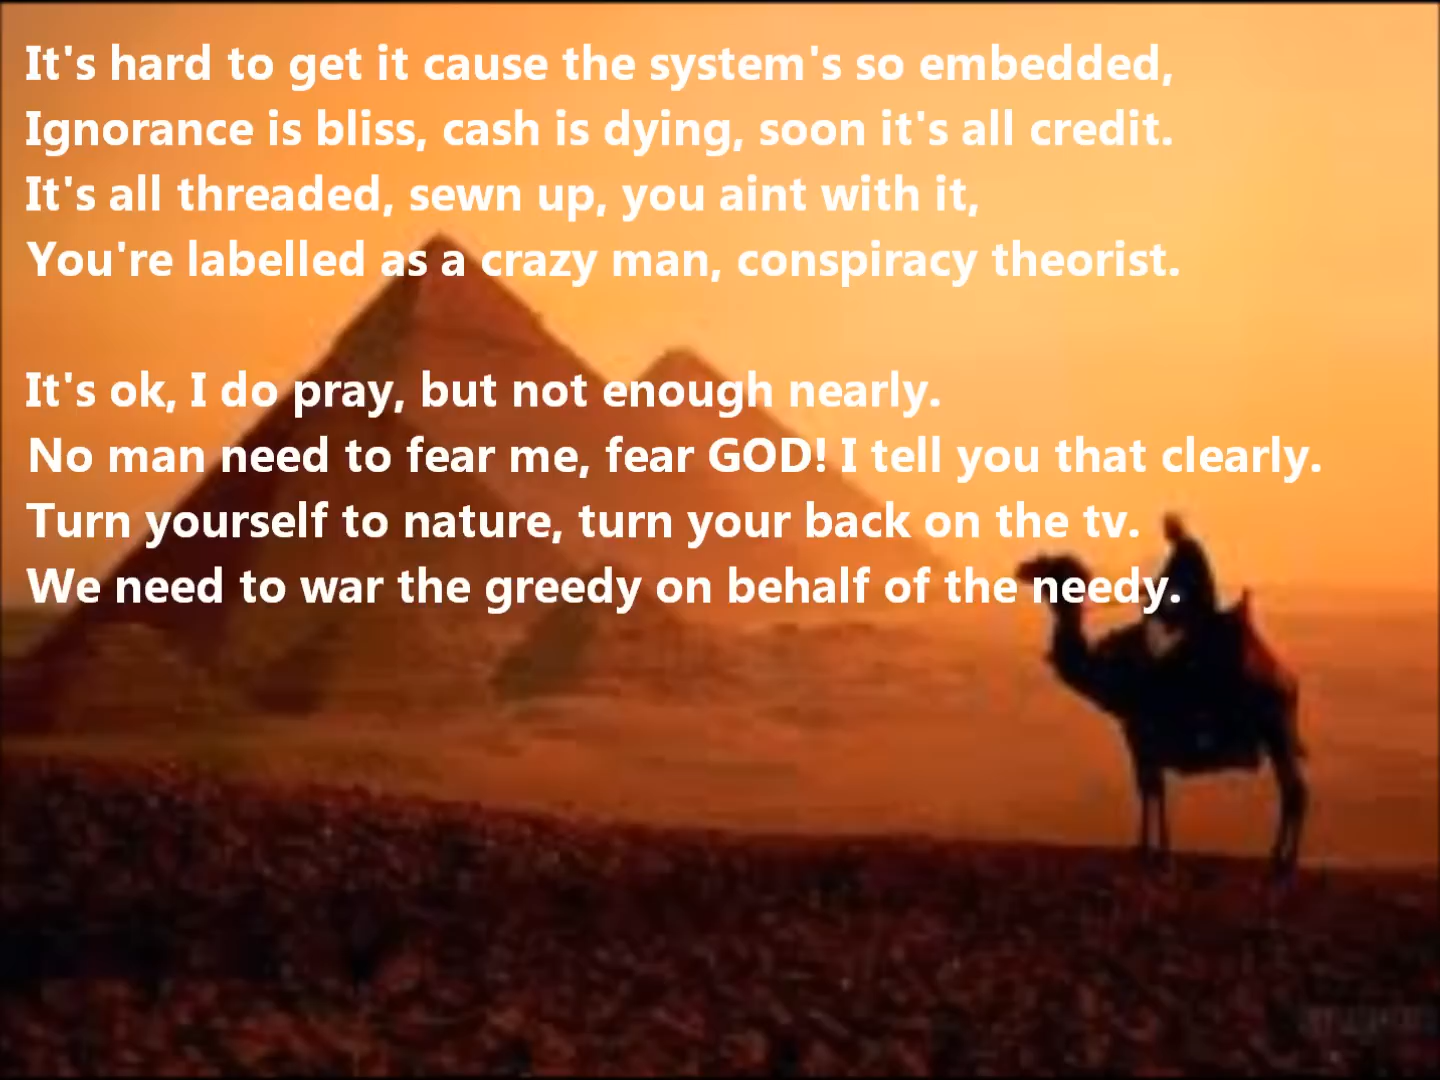 It's hard to get it cause the system's so embedded,
Ignorance is bliss, cash is dying, soon it's all credit.
It's all threaded, sewn up, you aint with it,
You're labelled as a crazy man, conspiracy theorist.
It's ok, I do pray, but not enough nearly.
No man need to fear me, fear GOD! I tell you that clearly.
Turn yourself to nature, turn your back on the tv.
We need to war the greedy on behalf of the needy.